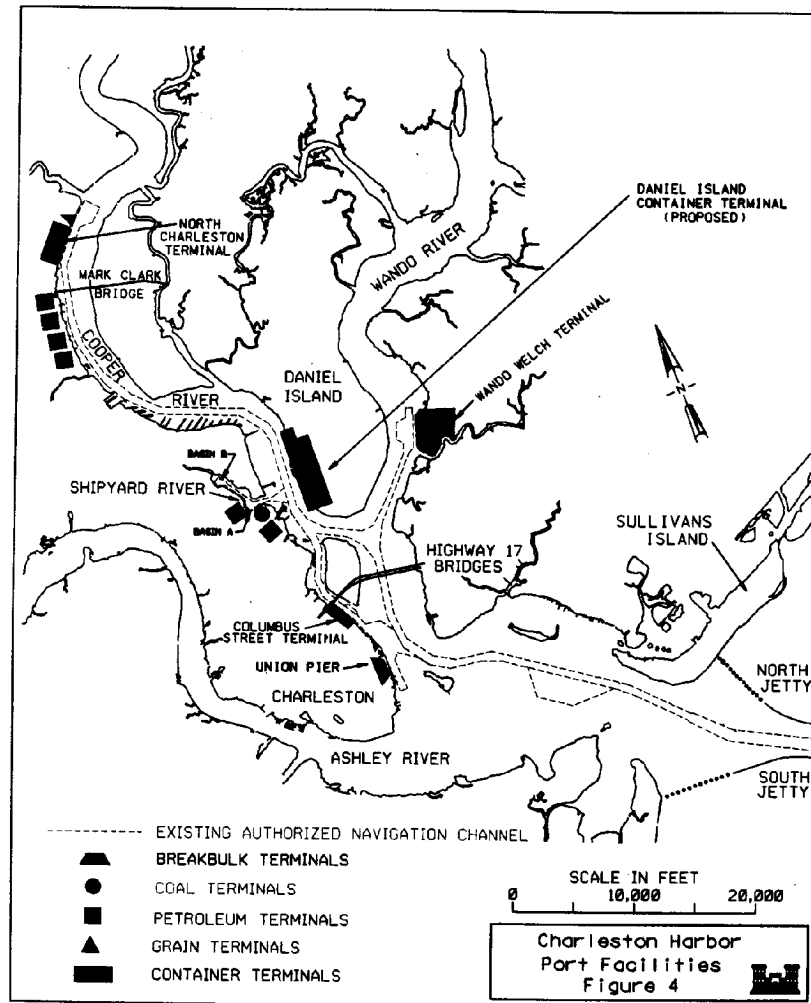 DANIEL ISLAND
CONTAINER TERMINAL
(PROPOSED)
NORTH
CHARLESTON
TERMINAL
MARK CLARK
BRIDGE
WANDO RIVER
COOPER
RIVER
DANIEL
ISLAND
WANDO WELCH TERMINAL
N
BASIN B
SHIPYARD RIVER
BASIN A
SULLIVANS
ISLAND
HIGHWAY 17
BRIDGES
COLUMBUS
STREET TERMINAL
UNION PIER
CHARLESTON
NORTH
JETTY
ASHLEY RIVER
SOUTH
JETTY
EXISTING AUTHORIZED NAVIGATION CHANNEL
BREAKBULK TERMINALS
COAL TERMINALS
PETROLEUM TERMINALS
GRAIN TERMINALS
CONTAINER TERMINALS
SCALE IN FEET
0 10,000 20,000
Charleston Harbor
Port Facilities
Figure 4